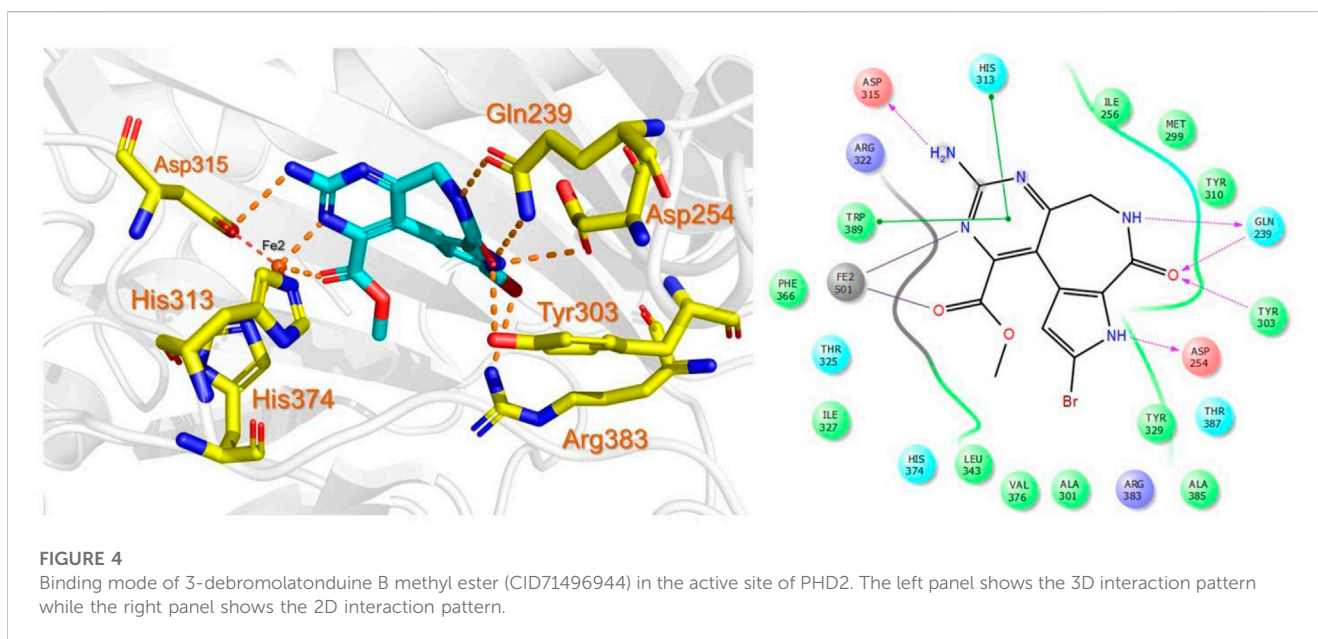 Gln239
Asp315
Asp254
Fe2
His313
Tyr303
His374
Arg383
ASP
315
HIS
313
ILE
256
MET
299
ARG
322
H₂N
N
TYR
310
TRP
389
N
NH
GLN
239
FE2
501
O
PHE
366
O
TYR
303
O
NH
THR
325
ASP
254
Br
ILE
327
TYR
329
THR
387
HIS
374
LEU
343
VAL
376
ALA
301
ARG
383
ALA
385
FIGURE 4
Binding mode of 3-debromolatonduine B methyl ester (CID71496944) in the active site of PHD2. The left panel shows the 3D interaction pattern
while the right panel shows the 2D interaction pattern.